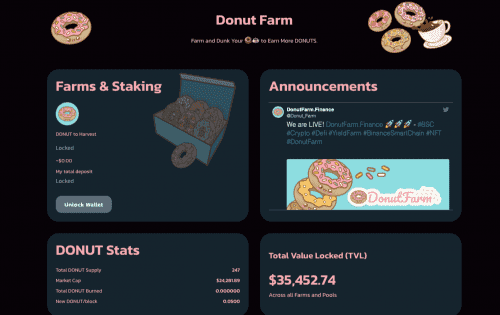 Donut Farm
Farm and Dunk Your 🍩☕ to Earn More DONUTS
Farms & Staking
DONUT to Harvest
Locked
~$0.00
My total deposit
Locked
Unlock Wallet
Announcements
DonutFarm.Finance
@Donut_Farm
We are LIVE! DonutFarm.Finance 🚀🚀🚀 - #BSC
#Crypto #Defi #YieldFarm #BinanceSmartChain #NFT
#DonutFarm
DonutFarm
DONUT Stats
Total DONUT Supply 247
Market Cap
Total DONUT Burned 0.000000
New DONUT/block 0.0500
Total Value Locked (TVL)
$35,452.74
Across all Farms and Pools